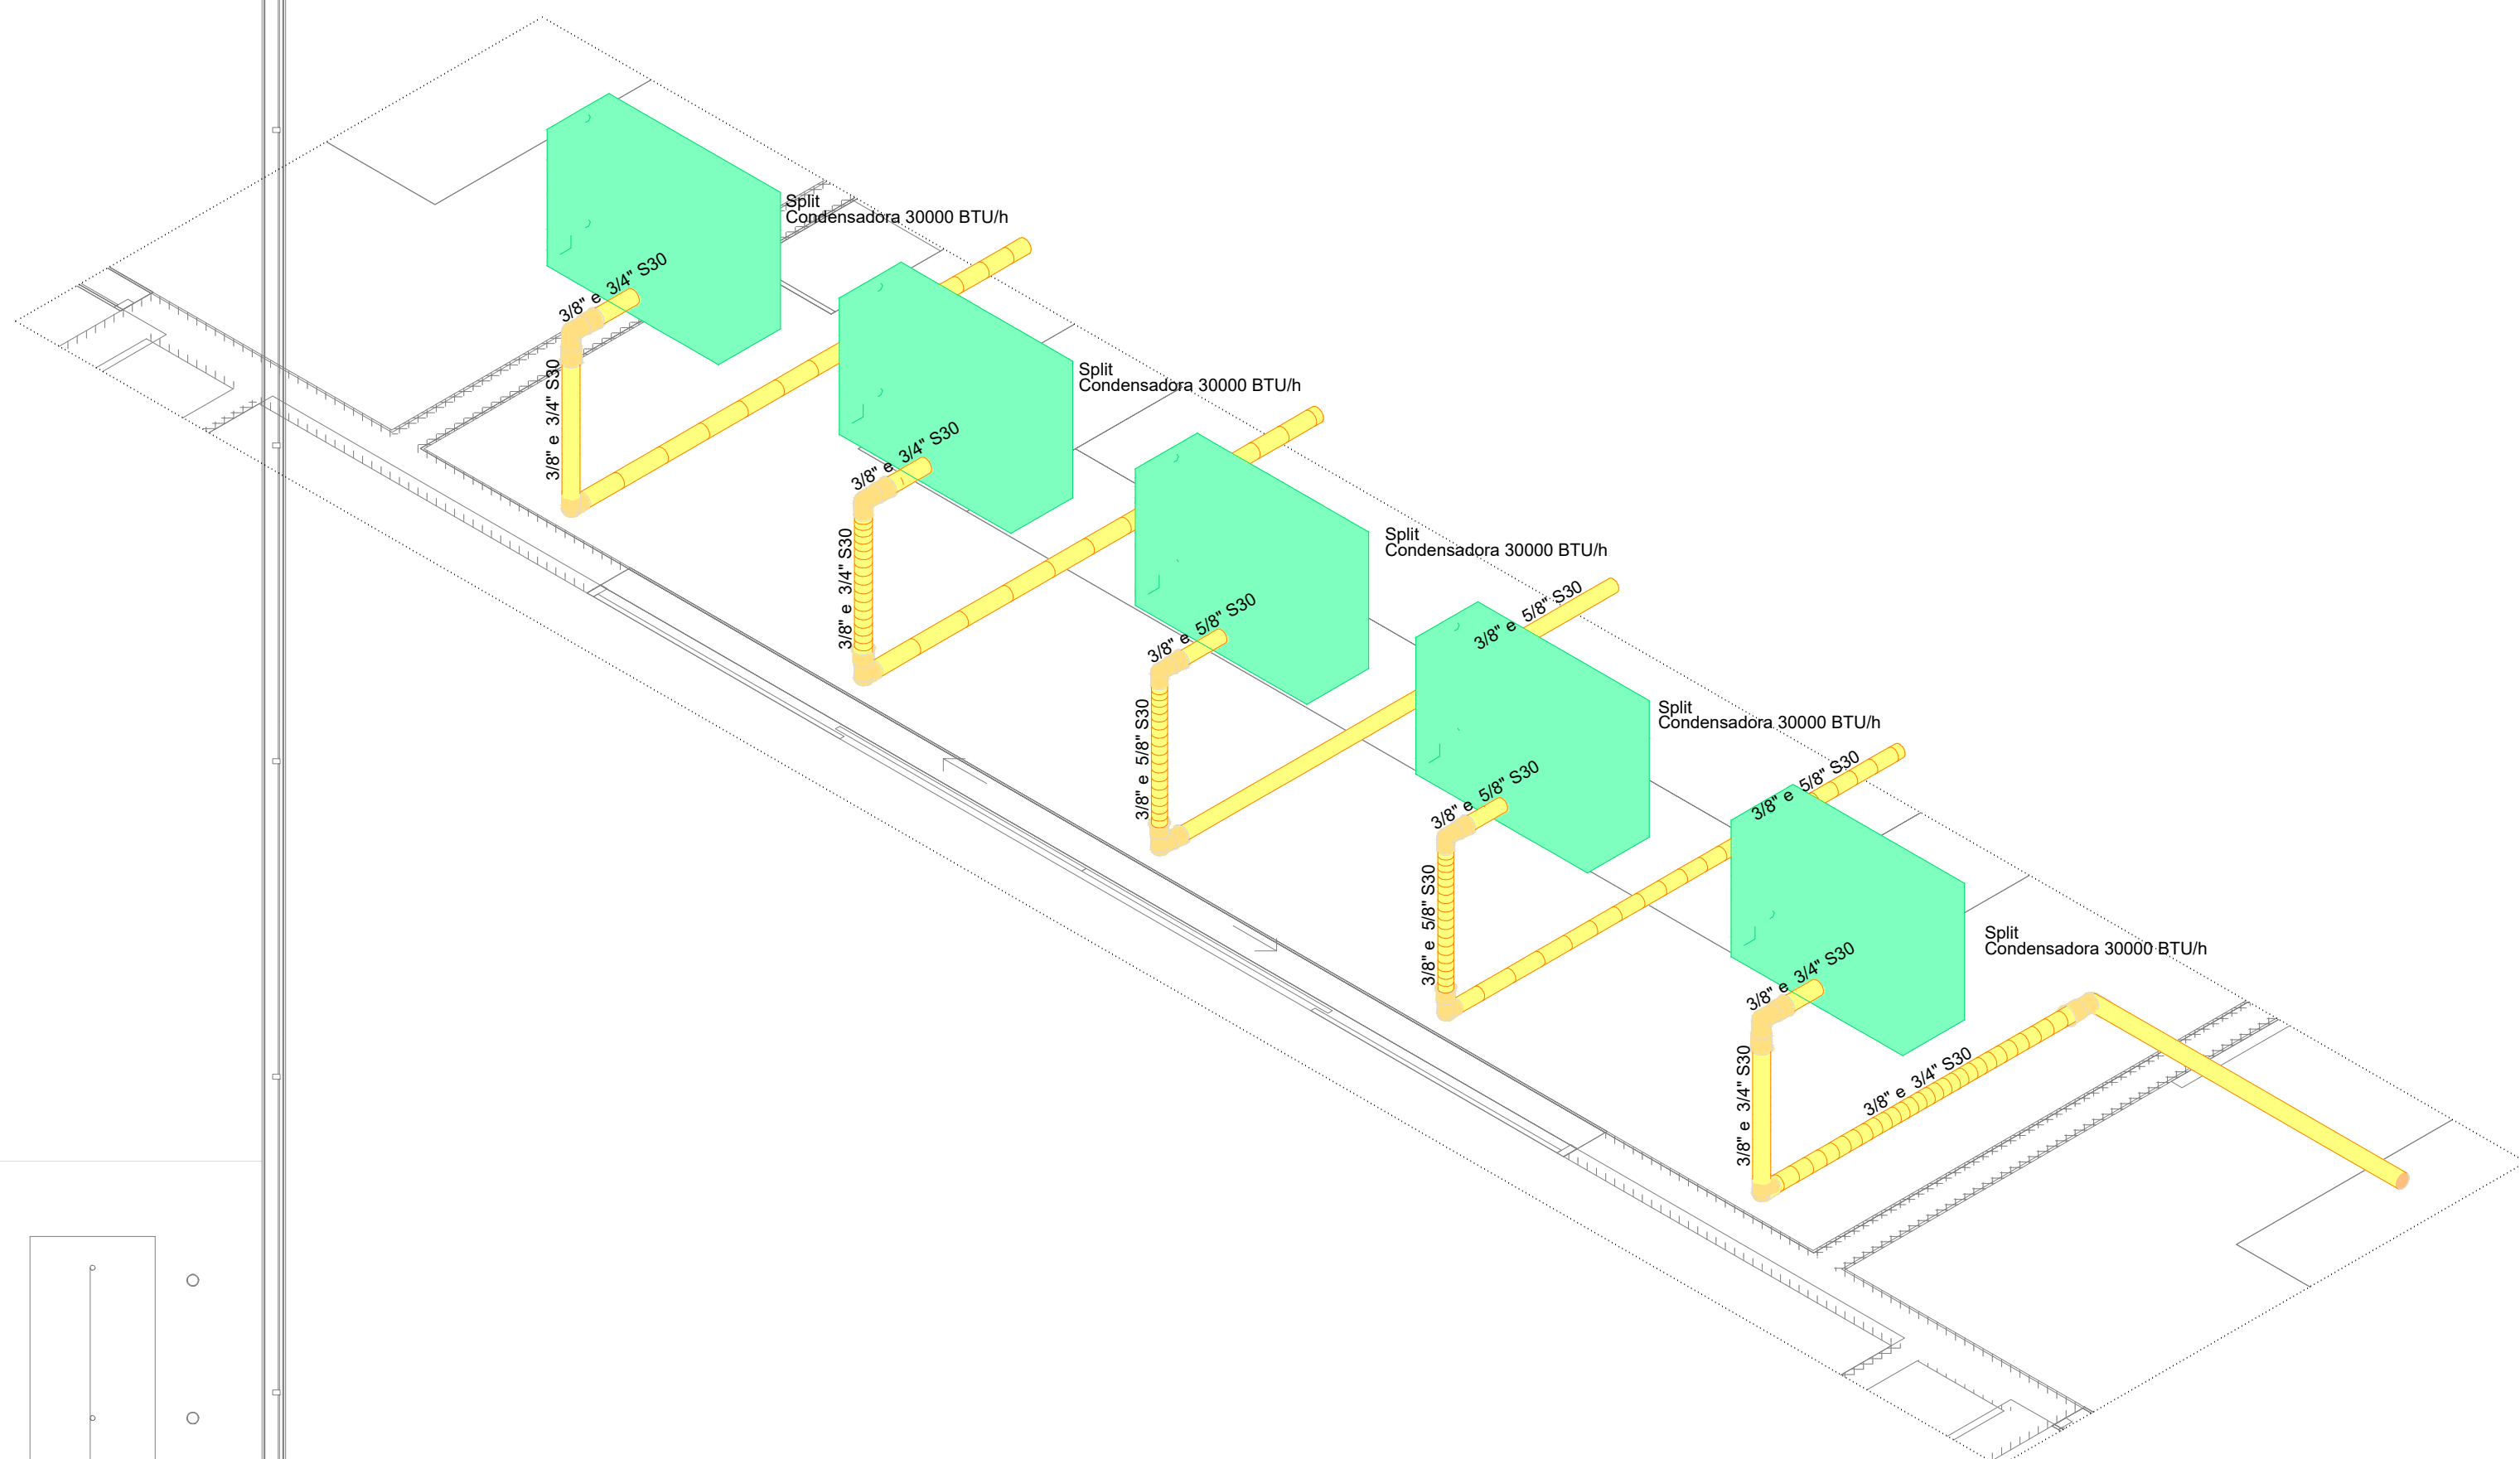 Split
Condensadora 30000 BTU/h
3/8" e 3/4" S30
3/8" e 3/4" S30
Split
Condensadora 30000 BTU/h
3/8" e 3/4" S30
3/8" e 3/4" S30
Split
Condensadora 30000 BTU/h
3/8" e 5/8" S30
3/8" e 5/8" S30
3/8" e 5/8" S30
Split
Condensadora 30000 BTU/h
3/8" e 5/8" S30
3/8" e 5/8" S30
3/8" e 5/8" S30
Split
Condensadora 30000 BTU/h
3/8" e 3/4" S30
3/8" e 3/4" S30
3/8" e 3/4" S30